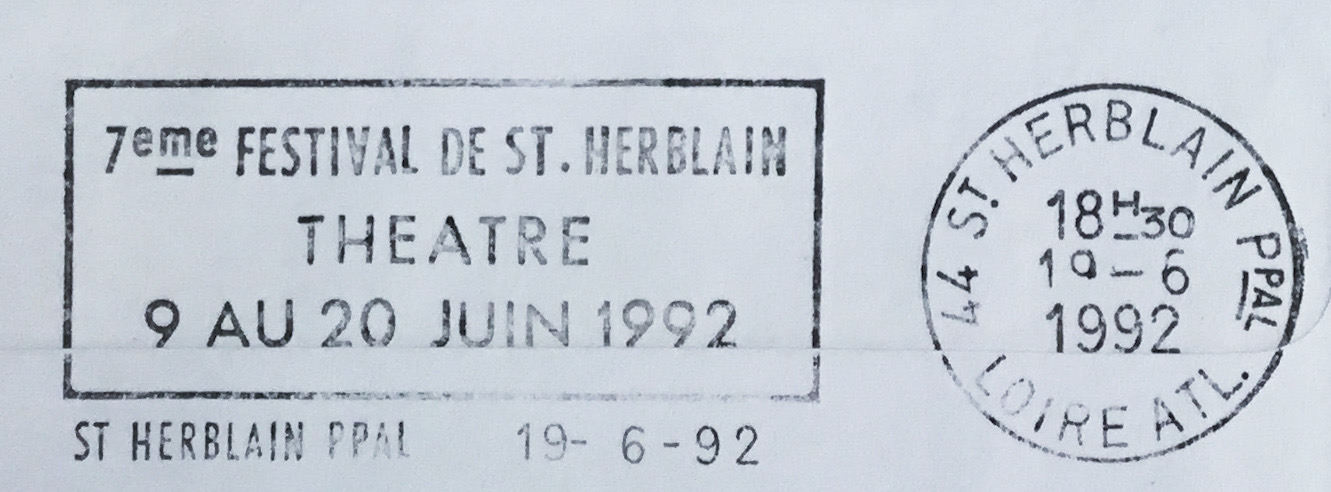 7eme FESTIVAL DE ST. HERBLAIN
THEATRE
9 AU 20 JUIN 1992
ST HERBLAIN PPAL 19- 6-92
44 ST. HERBLAIN PPAL
18H30
19-6
1992
LOIRE ATL.